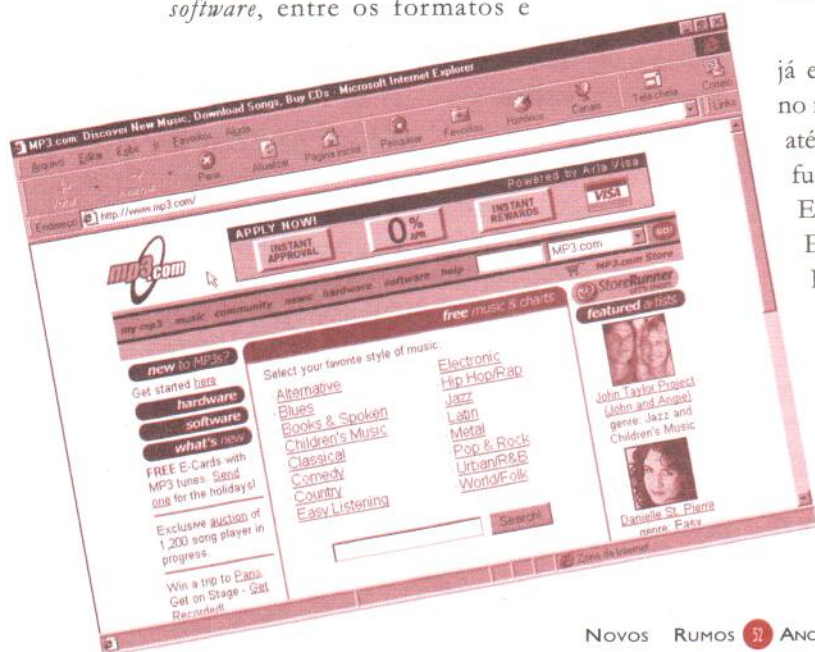 software, entre os formatos e
já e
no f
até
fu
E
E
MP3.com: Discover New Music, Download Songs, Buy CDs - Microsoft Internet Explorer
Arquivo Editar Exibir Ir Favoritos Ajuda
Parar Atualizar Página inicial Pesquisar Favoritos Histórico Canais Tela cheia Correio
Endereço http://www.mp3.com/ Links
APPLY NOW! Powered by Aria Visa
INSTANT APPROVAL 0% APR INSTANT REWARDS VISA
mp3.com
MP3.com GO!
my mp3 music community news hardware software help MP3.com Store
new to MP3s?
Get started here
hardware
software
what's new
FREE E-Cards with
MP3 tunes. Send
one for the holidays!
Exclusive auction of
1,200 song player in
progress.
Win a trip to Paris.
Get on Stage - Get
Recorded!
free music & charts
Select your favorite style of music:
Alternative
Blues
Books & Spoken
Children's Music
Classical
Comedy
Country
Easy Listening
Electronic
Hip Hop/Rap
Jazz
Latin
Metal
Pop & Rock
Urban/R&B
World/Folk
Search!
StoreRunner
featured artists
John Taylor Project
(John and Angie)
genre: Jazz and
Children's Music
Danielle St. Pierre
genre: Easy
Zona da Internet
NOVOS RUMOS 52 ANO